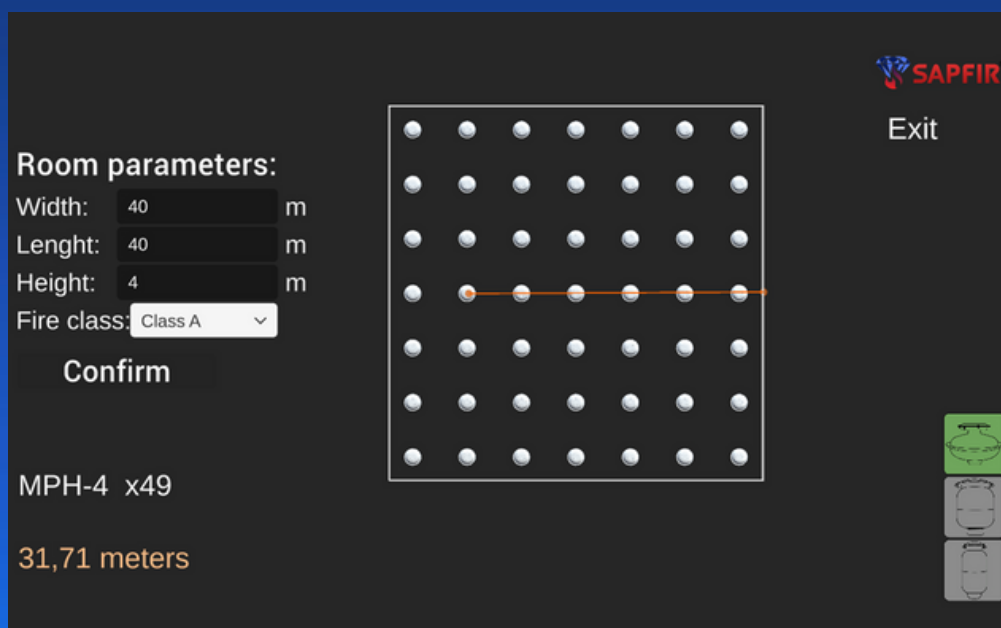 SAPFIR
Exit
Room parameters:
Width: 40 m
Lenght: 40 m
Height: 4 m
Fire class: Class A
Confirm
MPH-4 x49
31,71 meters